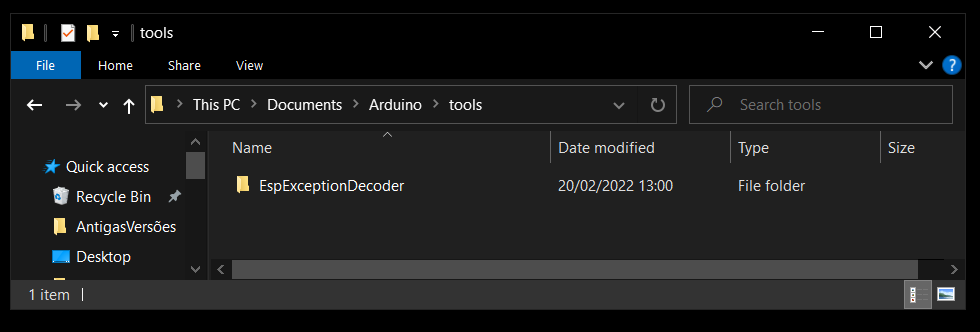 tools
File Home Share View
This PC Documents Arduino tools Search tools
Name Date modified Type Size
Quick access
EspExceptionDecoder 20/02/2022 13:00 File folder
Recycle Bin
AntigasVersões
Desktop
1 item